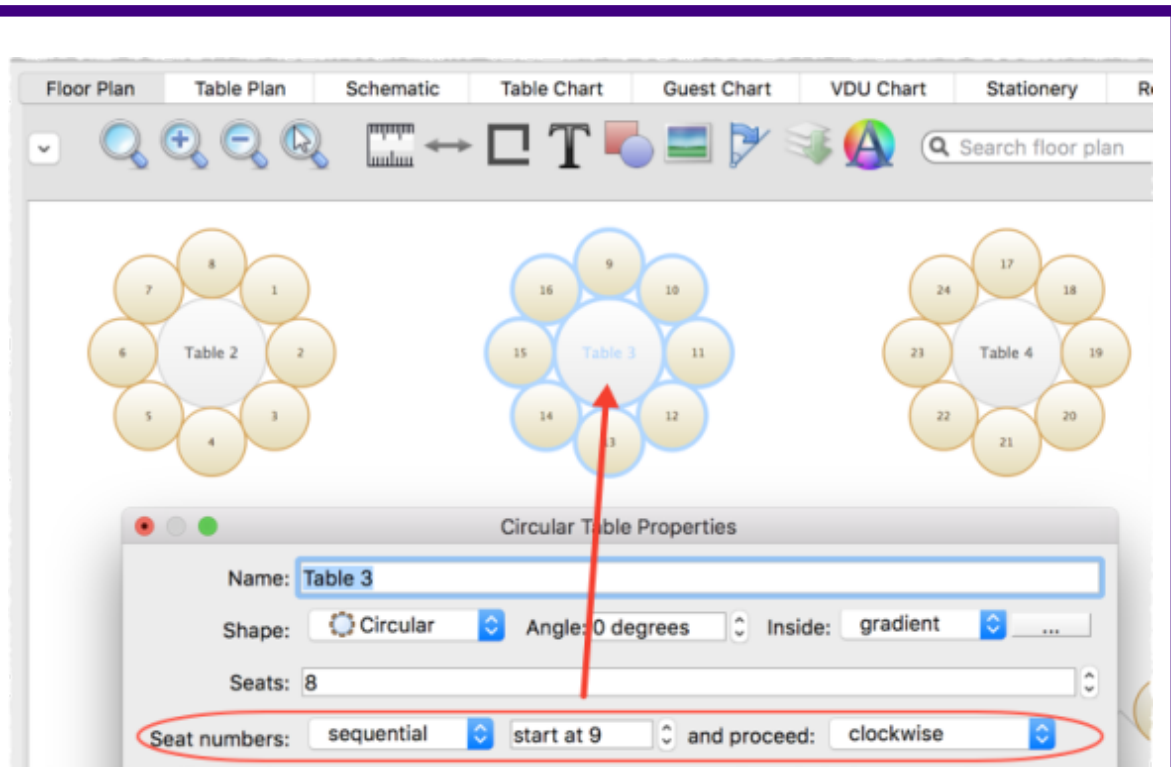 Floor Plan Table Plan Schematic Table Chart Guest Chart VDU Chart Stationery
T A Search floor plan
8 9 17
7 1 16 10 24 18
6 Table 2 2 15 Table 3 11 23 Table 4 19
5 3 14 12 22 20
4 13 21
Circular Table Properties
Name: Table 3
Shape: Circular Angle: 0 degrees Inside: gradient ...
Seats: 8
Seat numbers: sequential start at 9 and proceed: clockwise